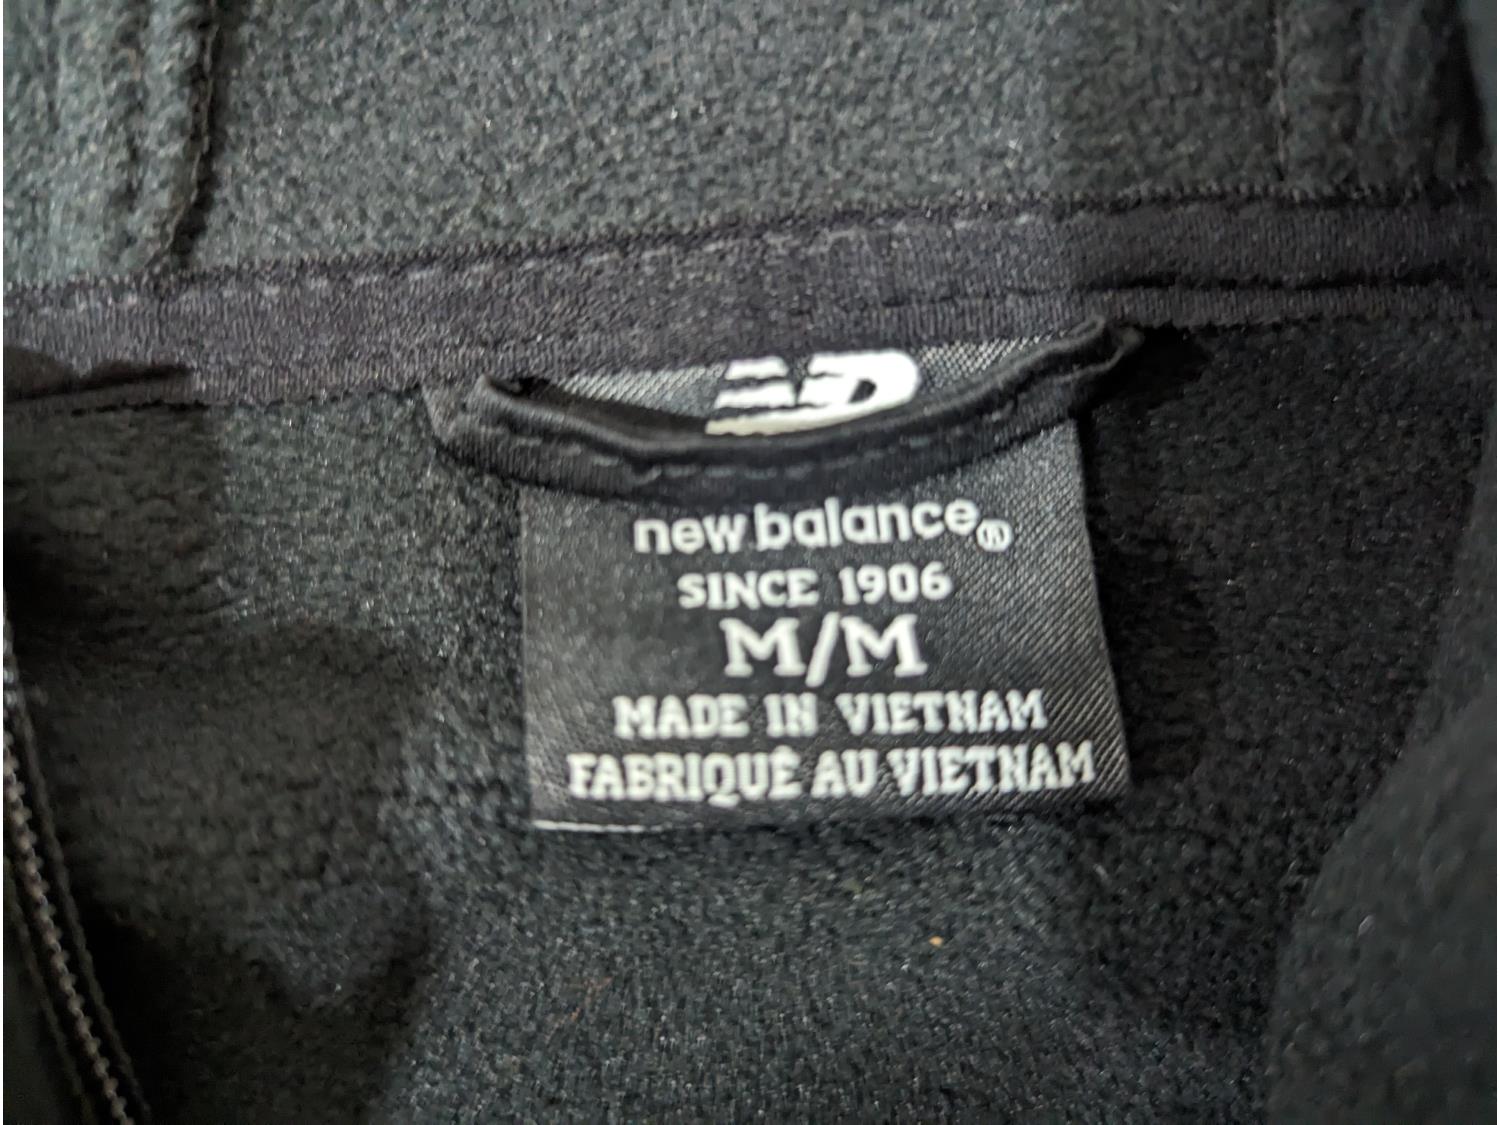 new balance®
SINCE 1906
M/M
MADE IN VIETNAM
FABRIQUÉ AU VIETNAM